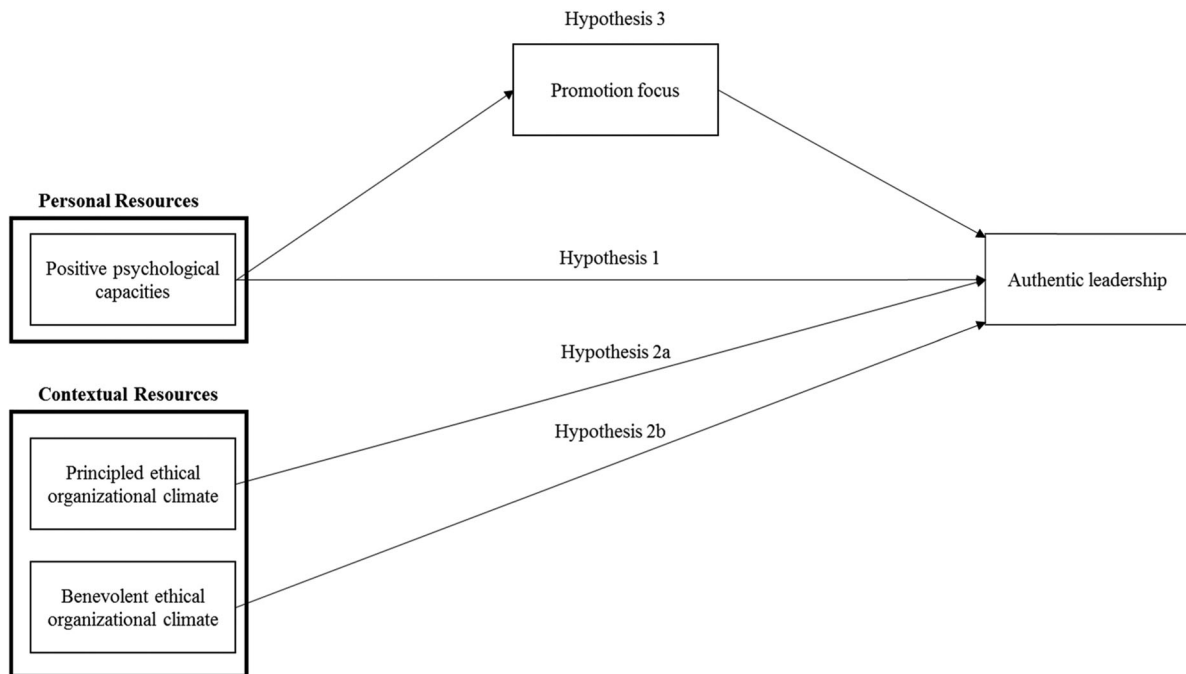 Hypothesis 3
Promotion focus
Personal Resources
Positive psychological
capacities
Hypothesis 1
Authentic leadership
Hypothesis 2a
Contextual Resources
Hypothesis 2b
Principled ethical
organizational climate
Benevolent ethical
organizational climate